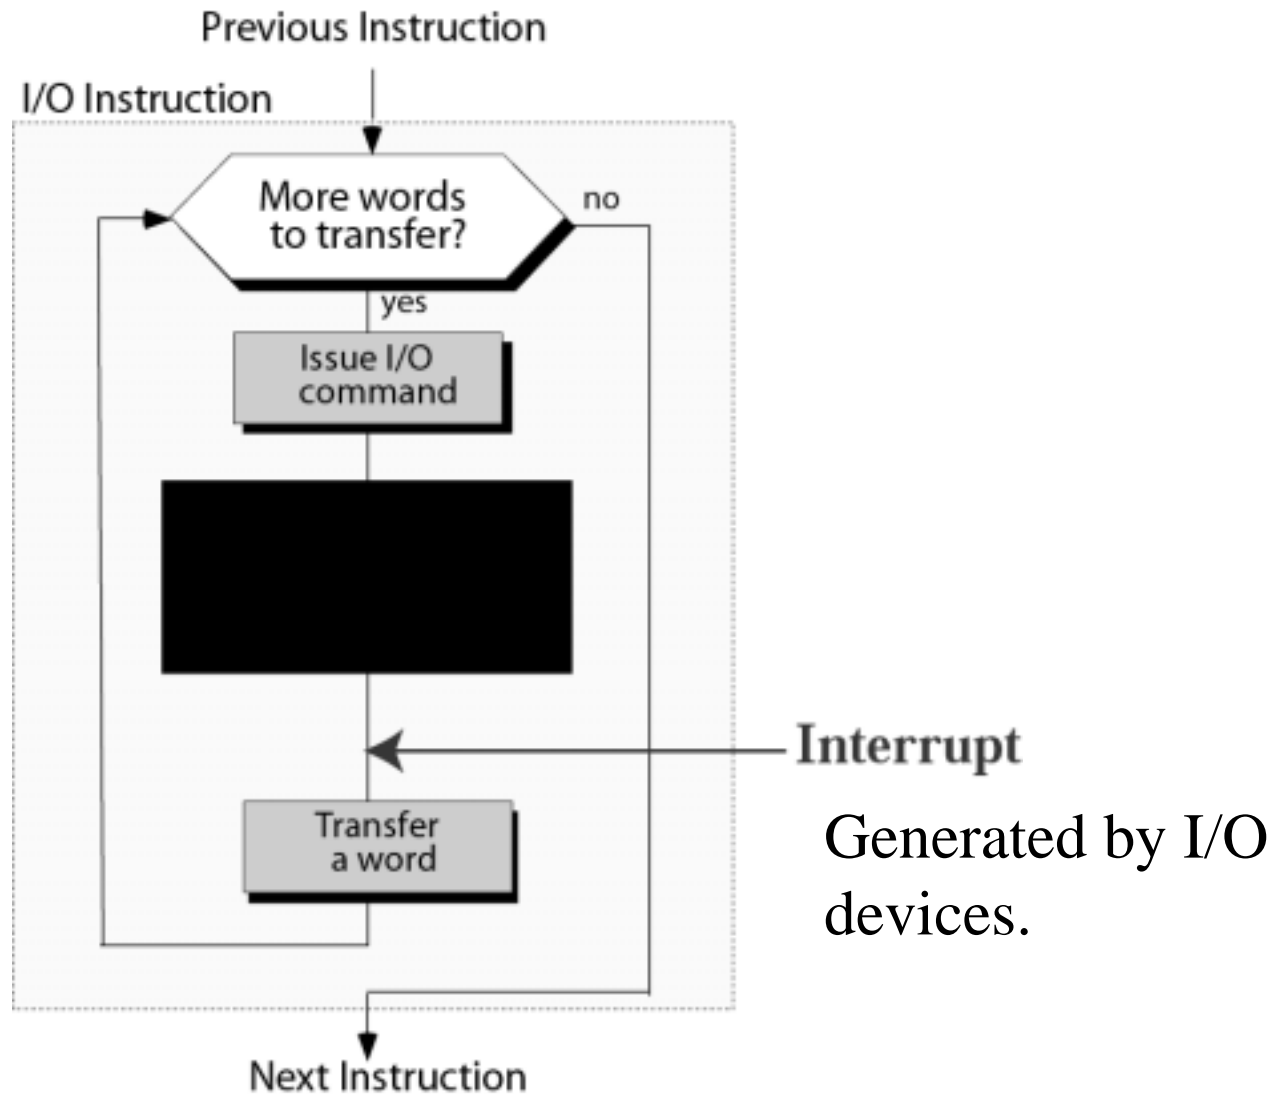 Previous Instruction
I/O Instruction
More words
to transfer?
no
yes
Issue I/O
command
Interrupt
Transfer
a word
Generated by I/O
devices.
Next Instruction